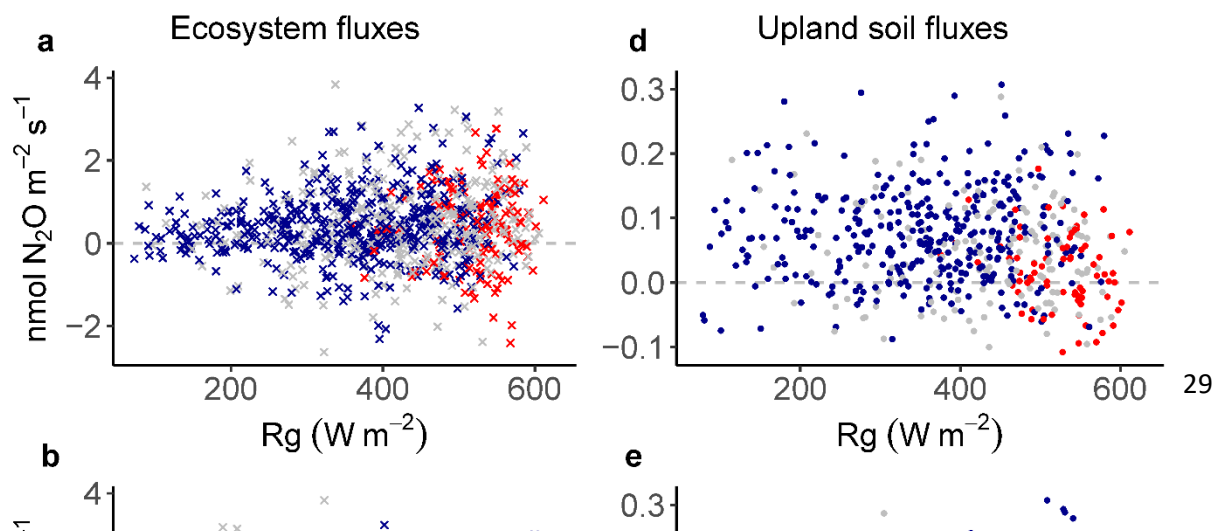 a Ecosystem fluxes
4
2
0
−2
nmol N₂O m⁻² s⁻¹
200 400 600
Rg (W m⁻²)
d Upland soil fluxes
0.3
0.2
0.1
0.0
−0.1
200 400 600
Rg (W m⁻²)
29
b
4
e
0.3